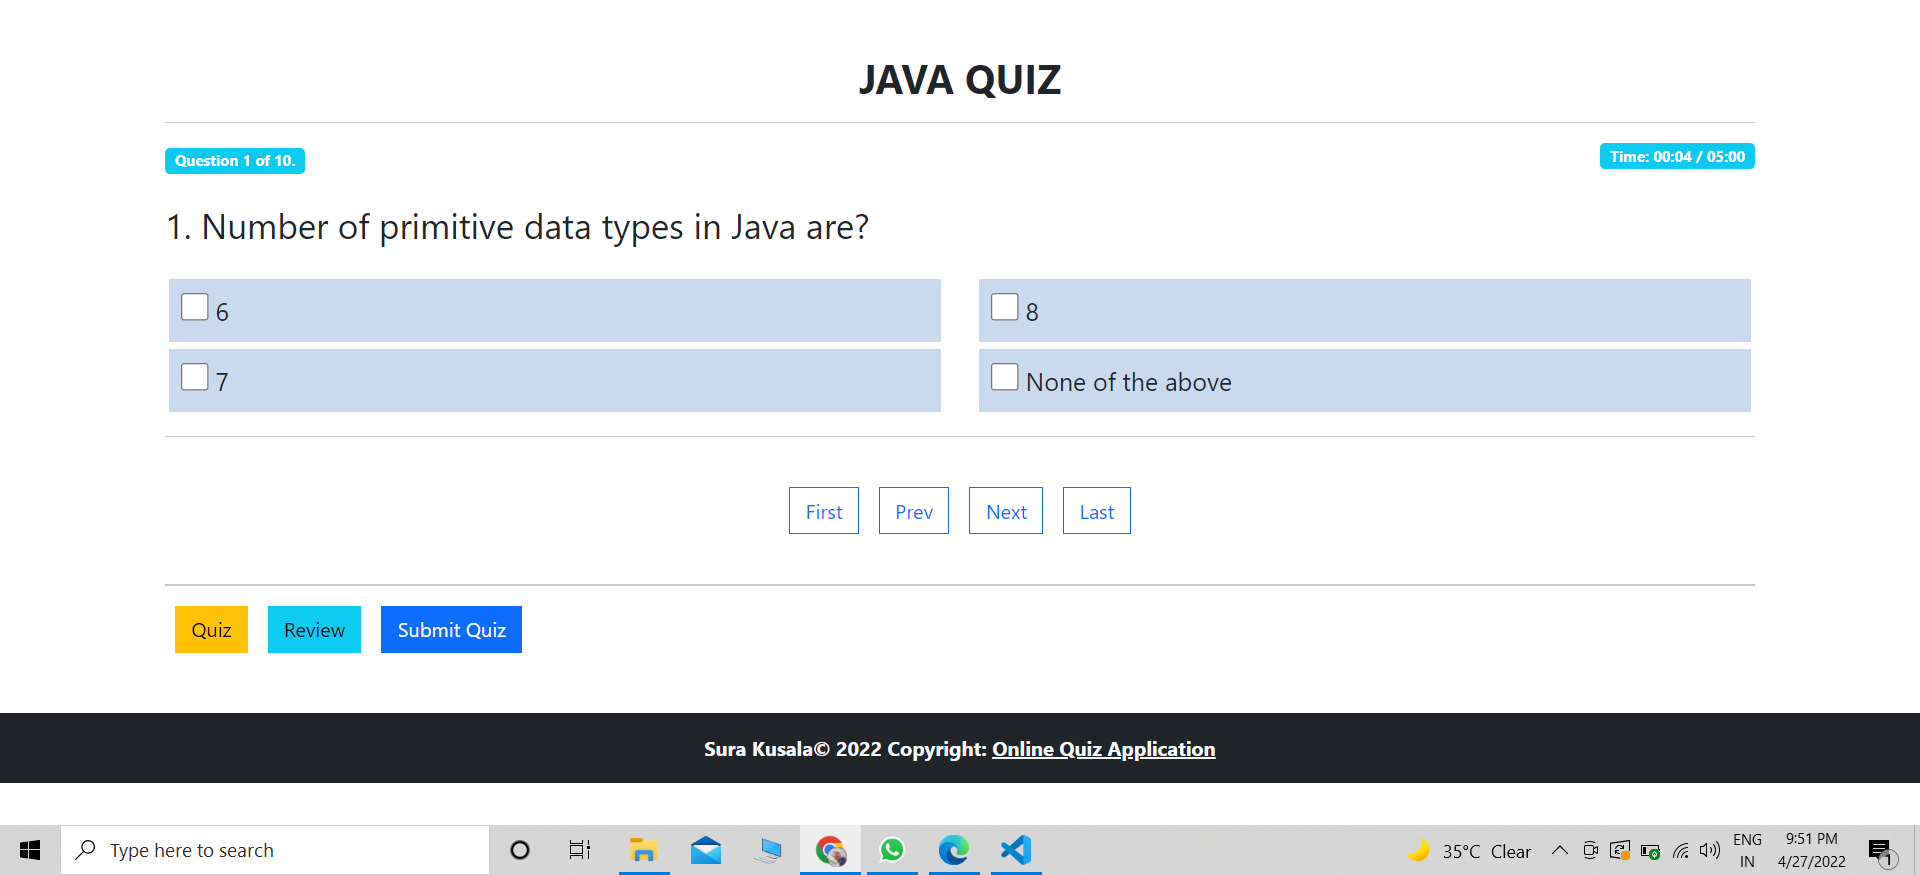 JAVA QUIZ
Question 1 of 10.
Time: 00:04 / 05:00
1. Number of primitive data types in Java are?
6
8
7
None of the above
First
Prev
Next
Last
Quiz
Review
Submit Quiz
Sura Kusala© 2022 Copyright: Online Quiz Application
Type here to search
35°C Clear
ENG
IN
9:51 PM
4/27/2022
1